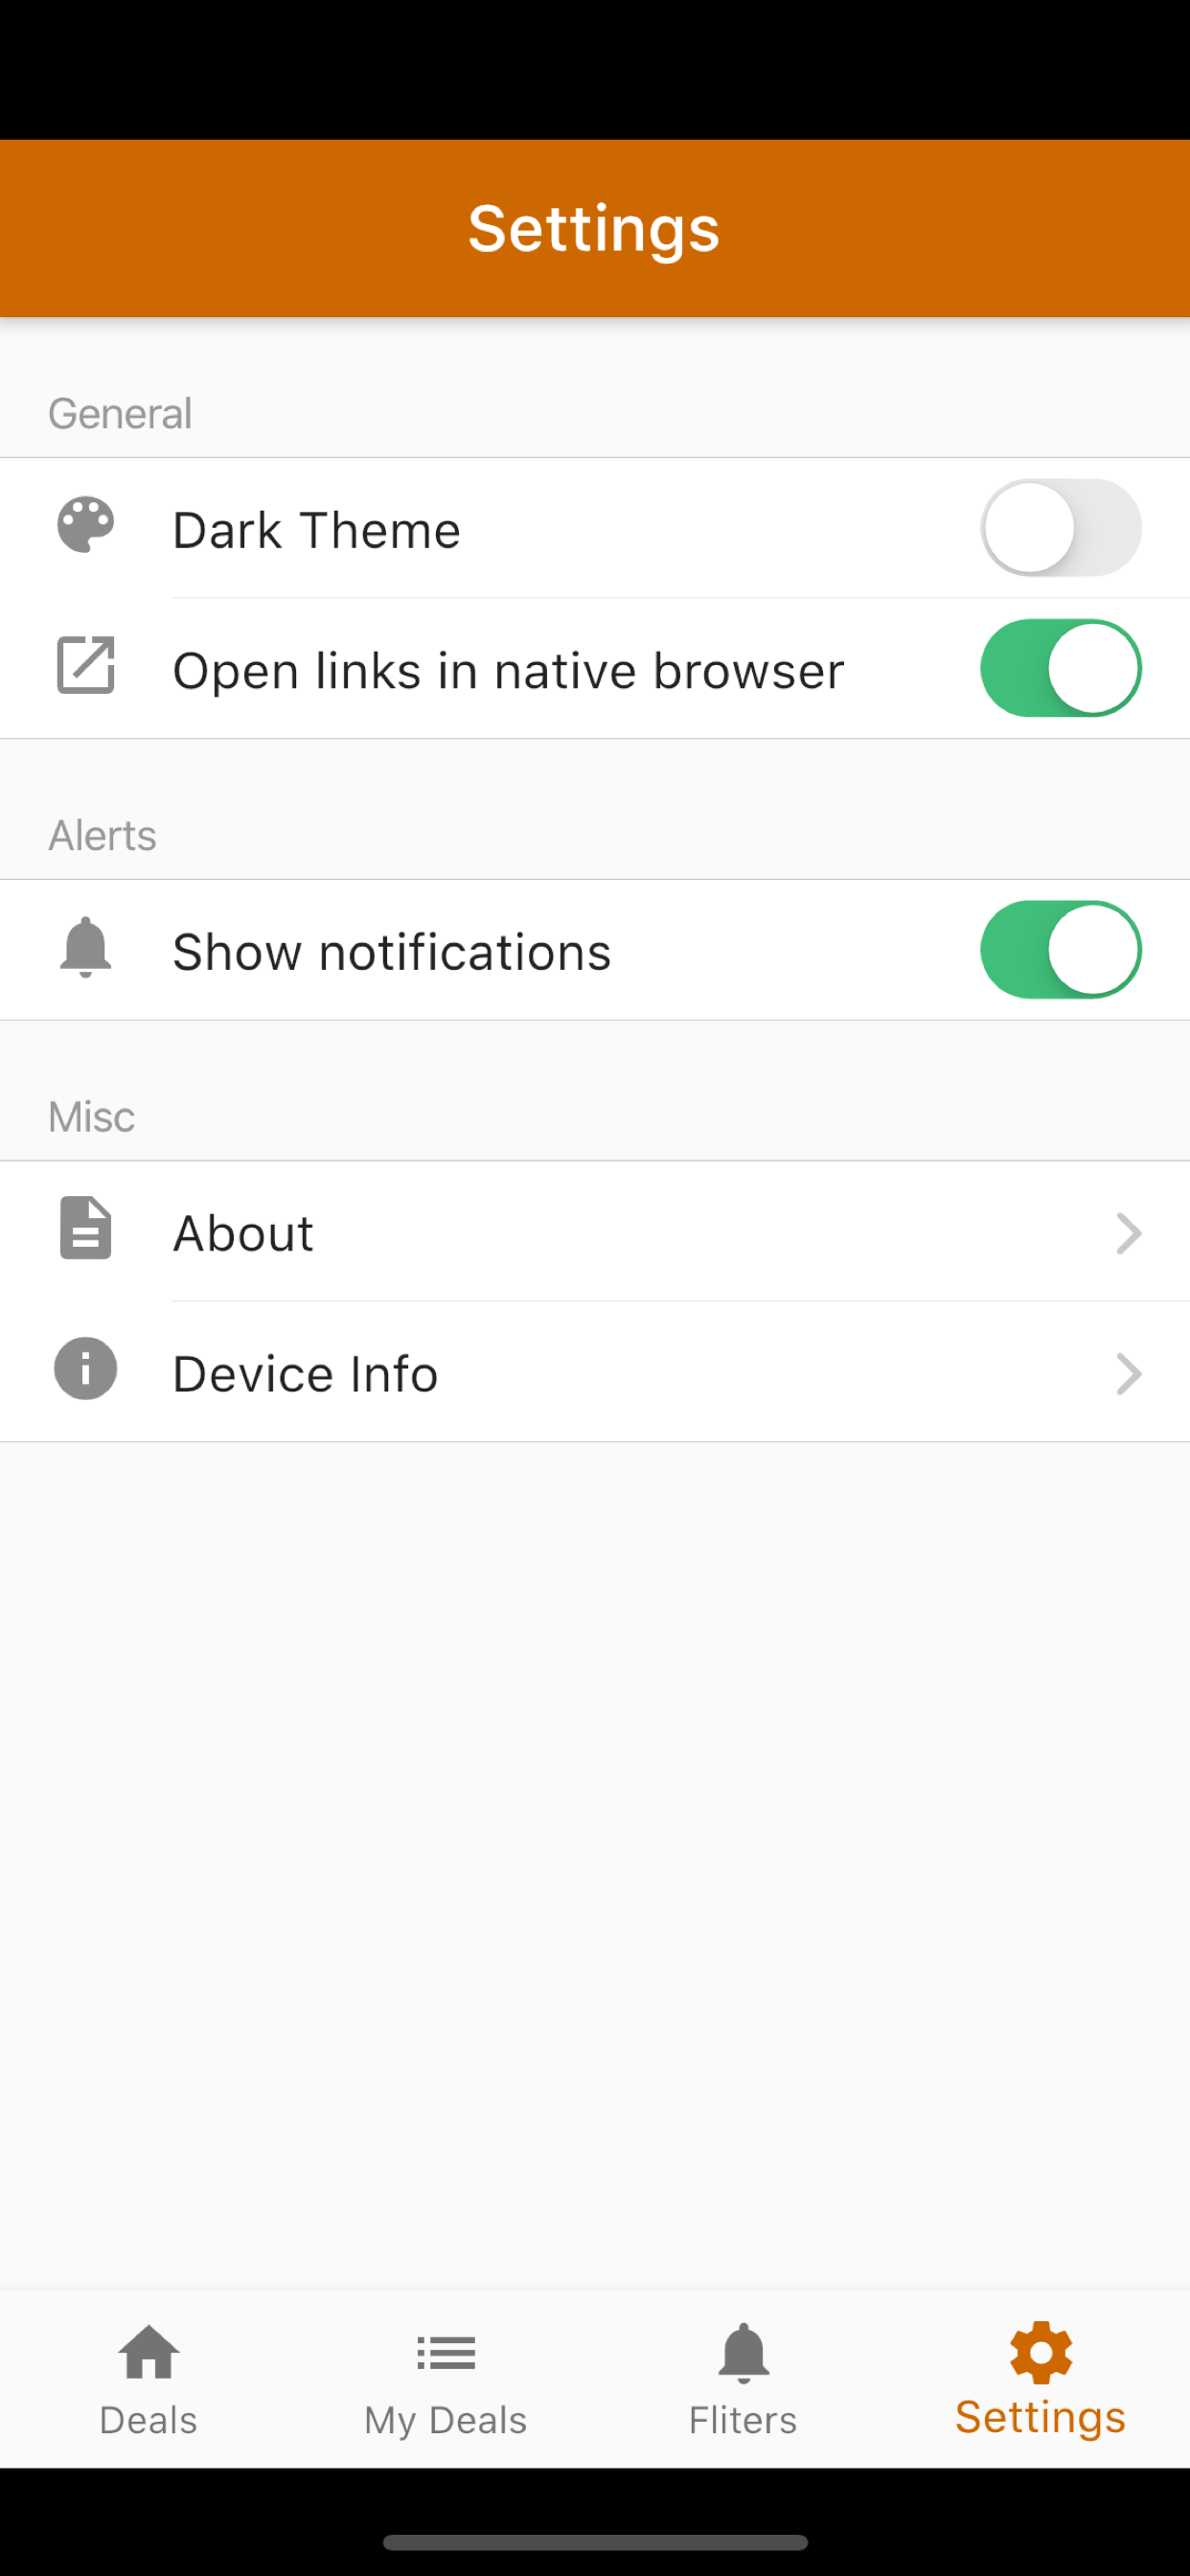 Settings
General
Dark Theme
Open links in native browser
Alerts
Show notifications
Misc
About
Device Info
Deals
My Deals
Fliters
Settings